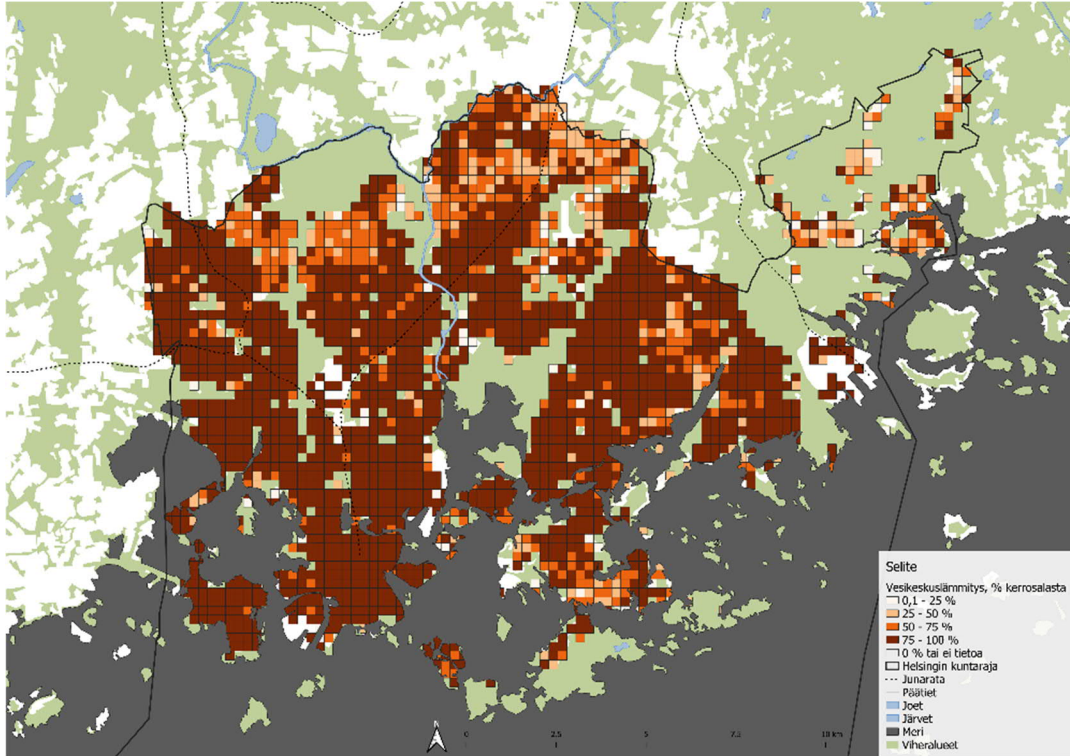 Selite
Vesikeskuslämmitys, % kerrosalasta
0,1 - 25 %
25 - 50 %
50 - 75 %
75 - 100 %
0 % tai ei tietoa
Helsingin kuntaraja
Junarata
Päätiet
Joet
Järvet
Meri
Viheralueet
N
0 2.5 5 7.5 10 km